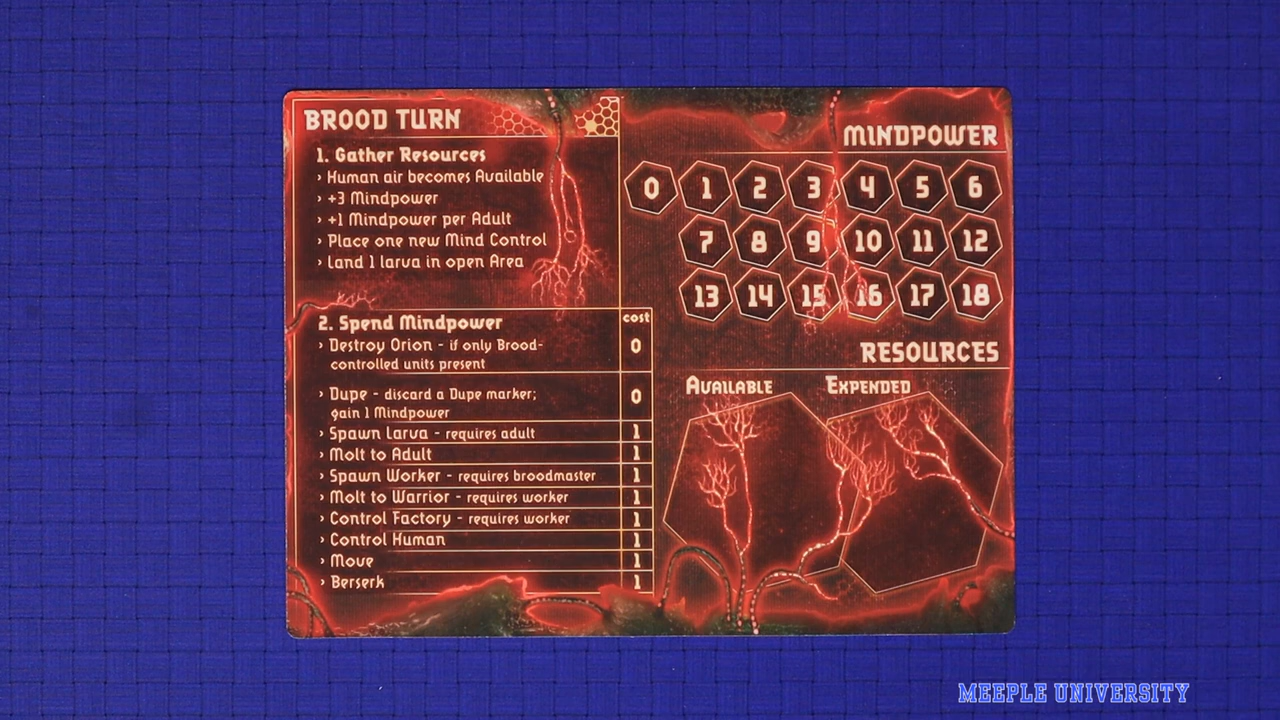 BROOD TURN
1. Gather Resources
› Human air becomes Available
› +3 Mindpower
› +1 Mindpower per Adult
› Place one new Mind Control
› Land 1 larva in open Area
2. Spend Mindpower cost
› Destroy Orion - if only Brood- 0
controlled units present
› Dupe - discard a Dupe marker; 0
gain 1 Mindpower
› Spawn Larva - requires adult 1
› Molt to Adult 1
› Spawn Worker - requires broodmaster 1
› Molt to Warrior - requires worker 1
› Control Factory - requires worker 1
› Control Human 1
› Move 1
› Berserk 1
MINDPOWER
0 1 2 3 4 5 6
7 8 9 10 11 12
13 14 15 16 17 18
RESOURCES
Available Expended
MEEPLE UNIVERSITY